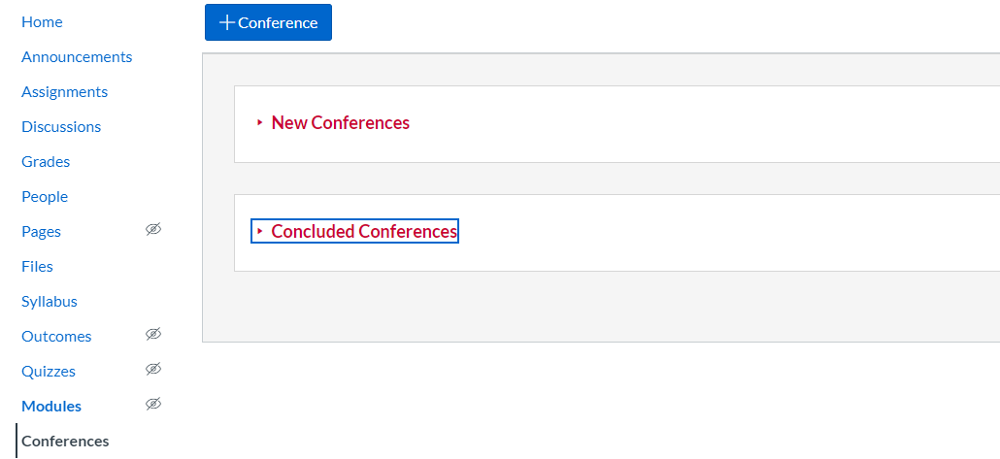 Home
Announcements
Assignments
Discussions
Grades
People
Pages
Files
Syllabus
Outcomes
Quizzes
Modules
Conferences
+ Conference
New Conferences
Concluded Conferences